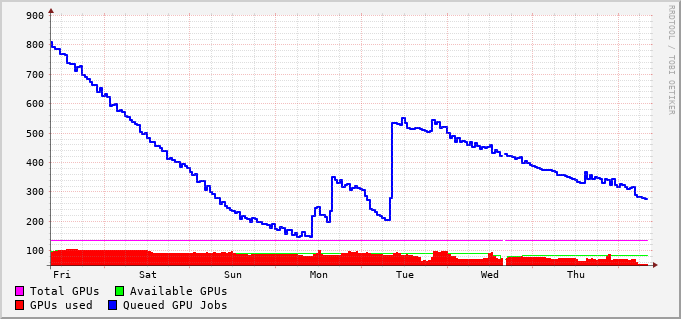 900
800
700
600
500
400
300
200
100
Fri Sat Sun Mon Tue Wed Thu
Total GPUs Available GPUs
GPUs used Queued GPU Jobs
RRDTOOL / TOBI OETIKER